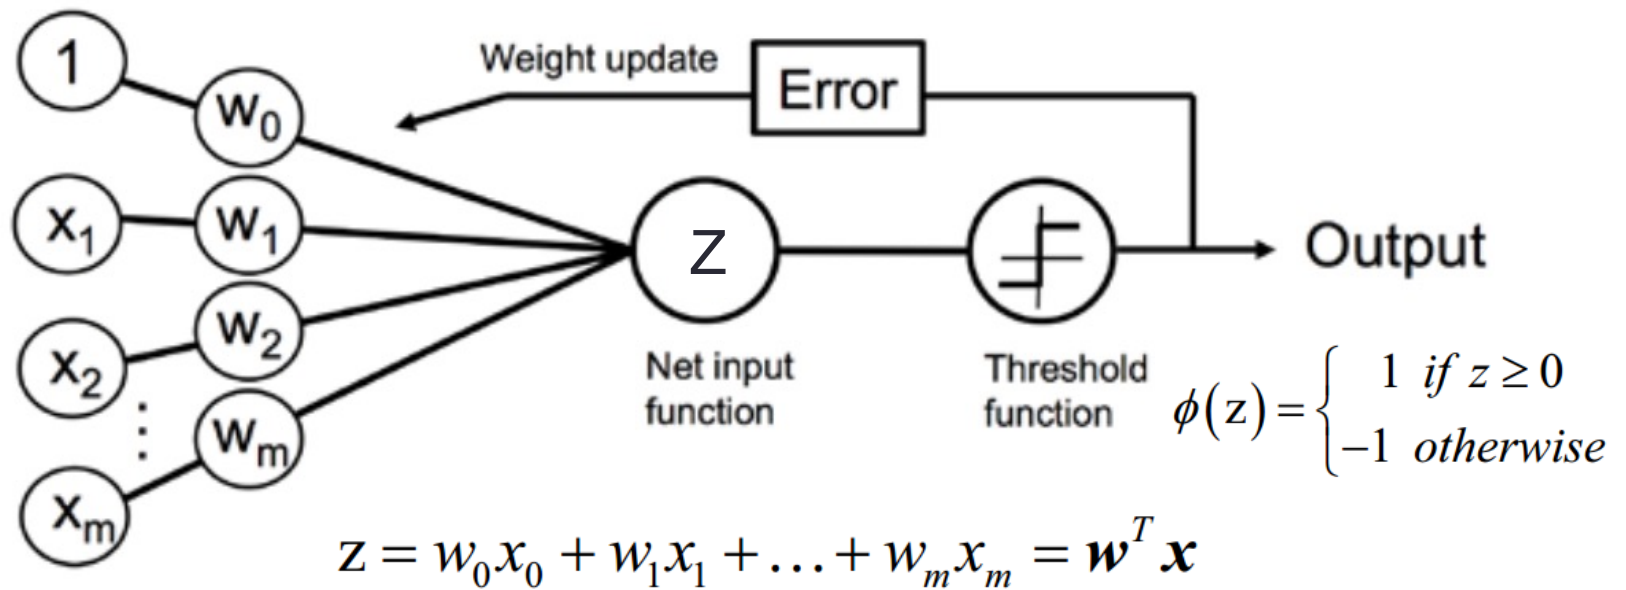 1
w₀
Weight update
Error
x₁
w₁
z
Output
x₂
w₂
⋮
xₘ
wₘ
Net input
function
Threshold
function
ϕ(z) = { 1 if z ≥ 0
−1 otherwise
z = w₀x₀ + w₁x₁ + … + wₘxₘ = wᵀx